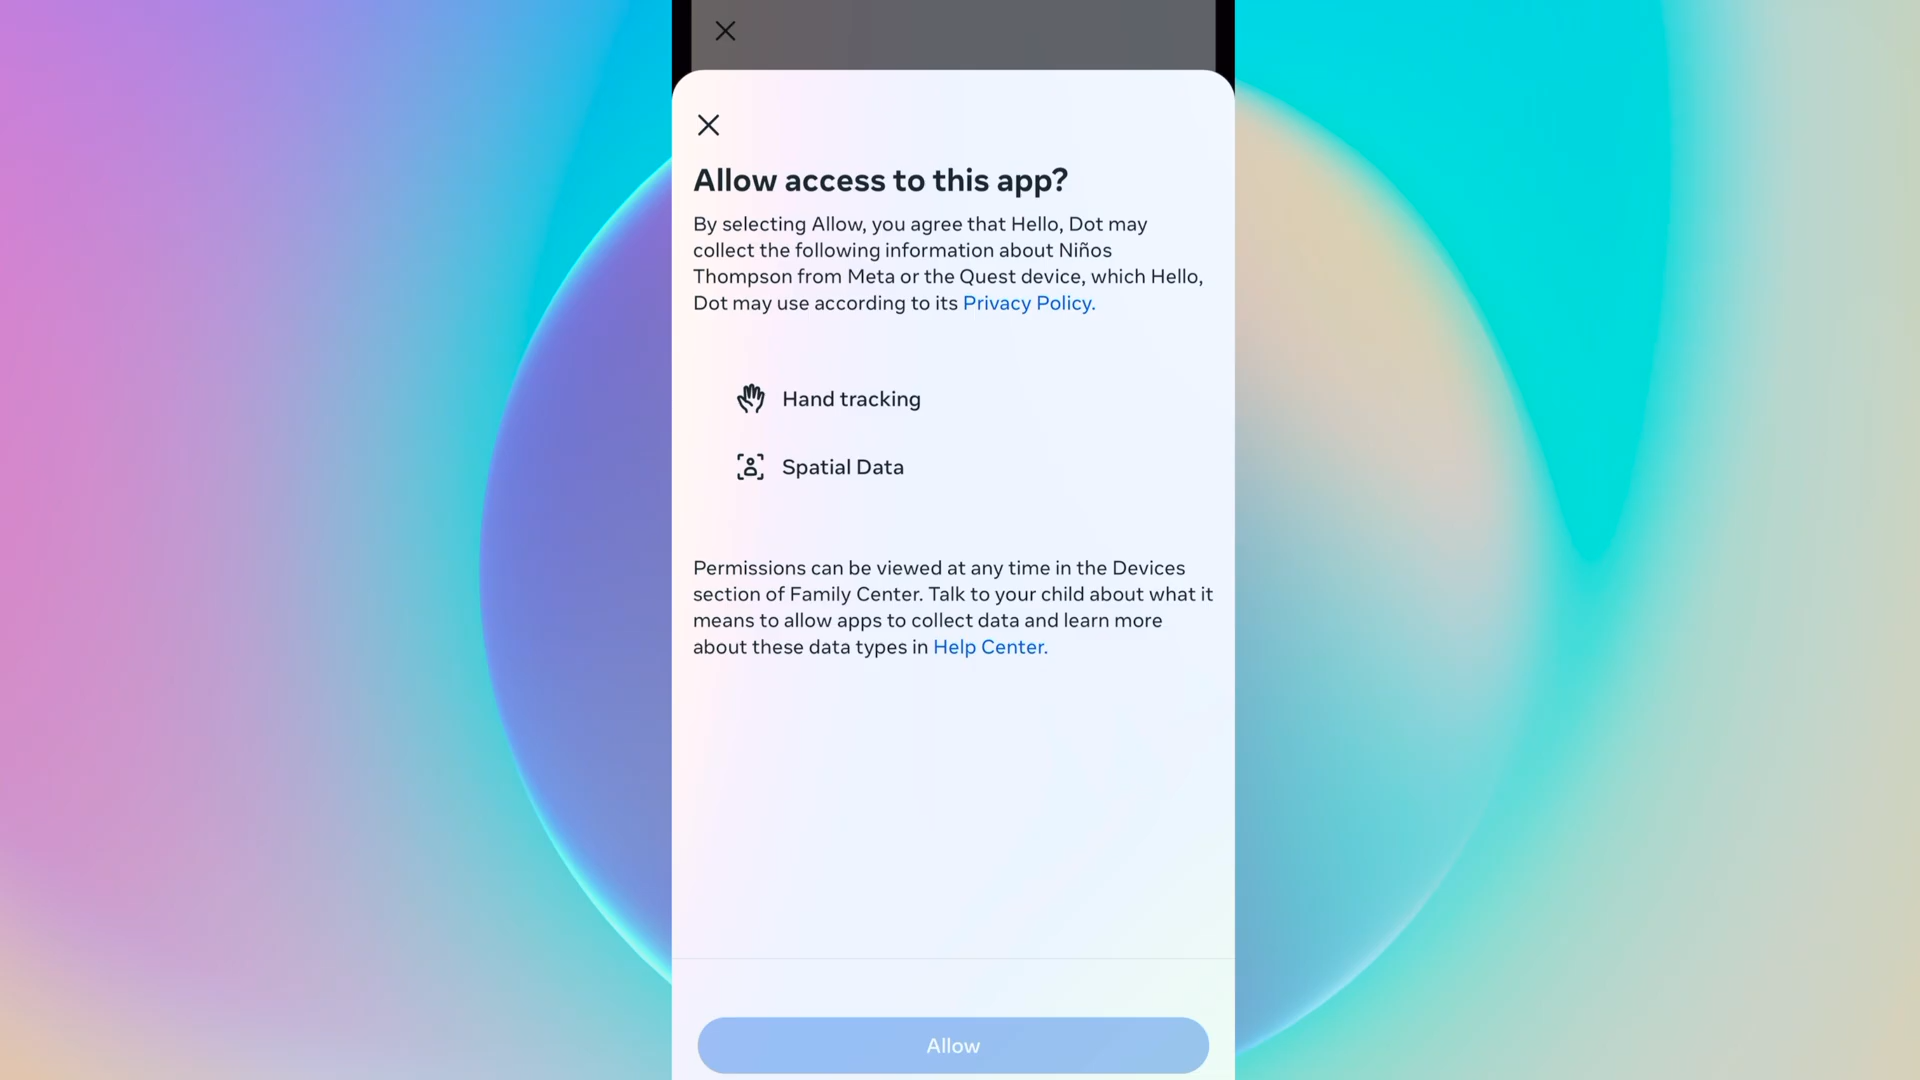 Allow access to this app?
By selecting Allow, you agree that Hello, Dot may
collect the following information about Niños
Thompson from Meta or the Quest device, which Hello,
Dot may use according to its Privacy Policy.
Hand tracking
Spatial Data
Permissions can be viewed at any time in the Devices
section of Family Center. Talk to your child about what it
means to allow apps to collect data and learn more
about these data types in Help Center.
Allow